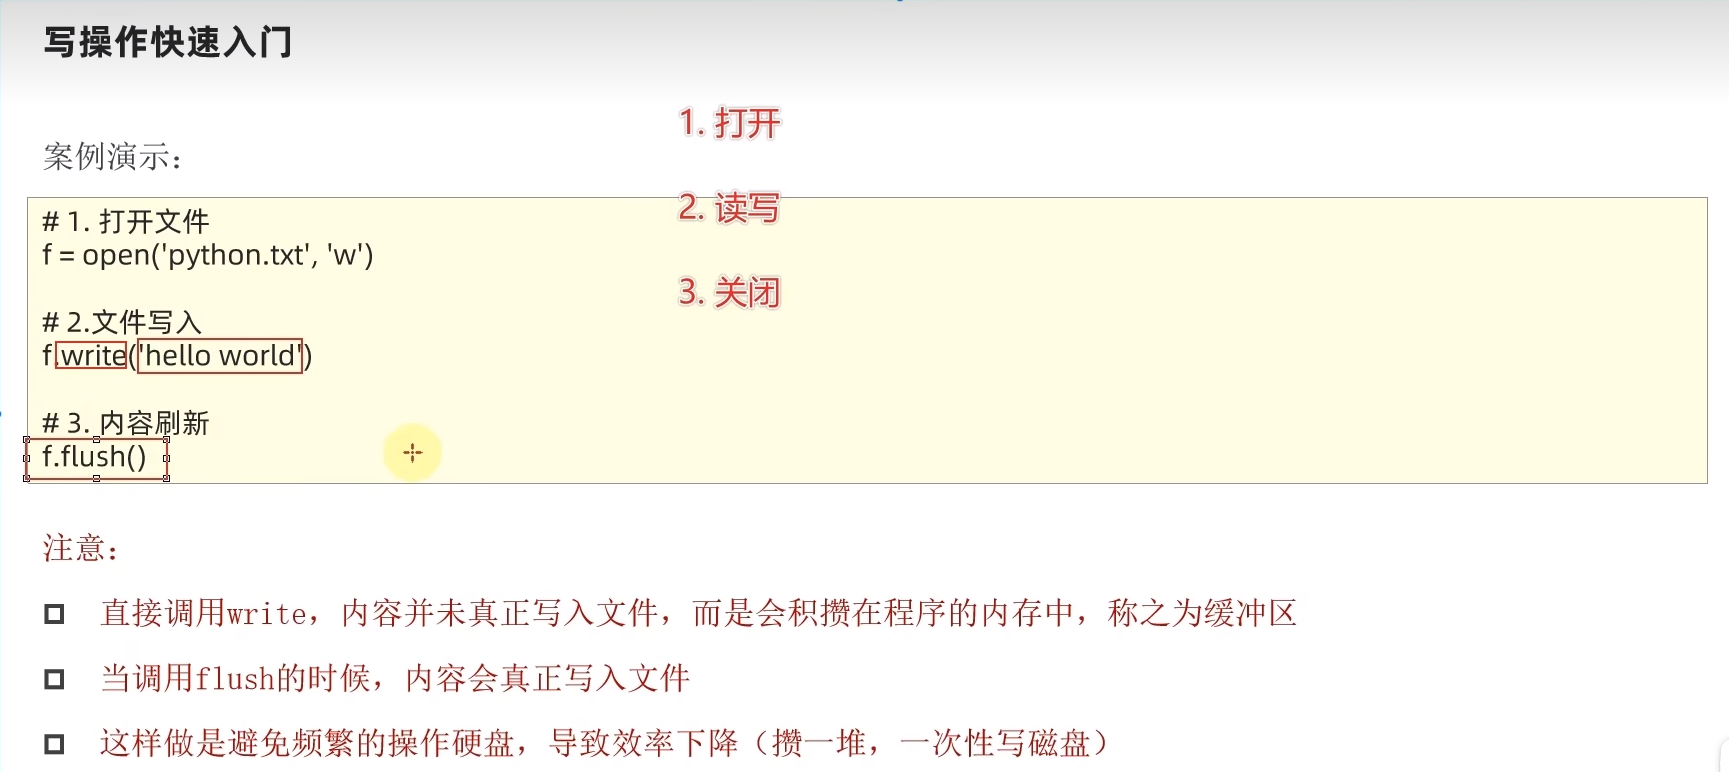 写操作快速入门
1. 打开
案例演示：
2. 读写
# 1. 打开文件
f = open('python.txt', 'w')
3. 关闭
# 2.文件写入
f.write('hello world')
# 3. 内容刷新
f.flush()
注意：
直接调用write，内容并未真正写入文件，而是会积攒在程序的内存中，称之为缓冲区
当调用flush的时候，内容会真正写入文件
这样做是避免频繁的操作硬盘，导致效率下降（攒一堆，一次性写磁盘）